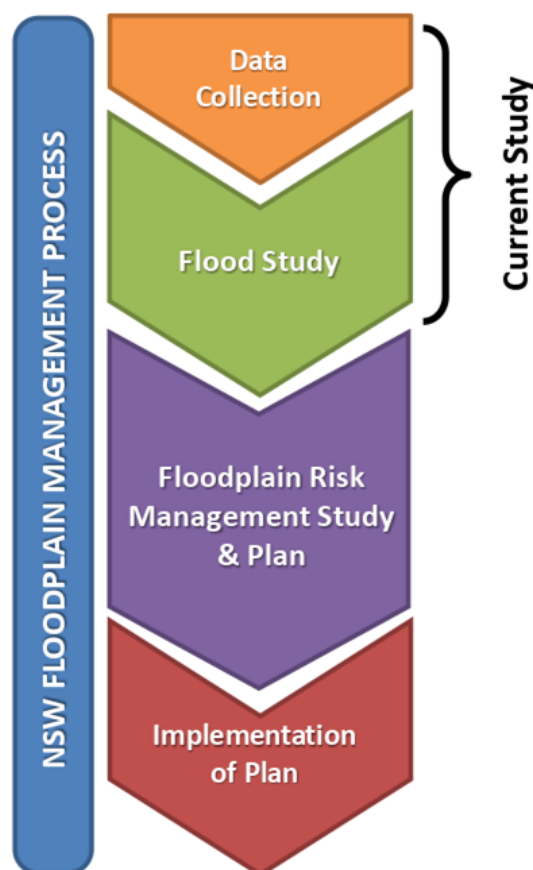 NSW FLOODPLAIN MANAGEMENT PROCESS
Data
Collection
Flood Study
Floodplain Risk
Management Study
& Plan
Implementation
of Plan
Current Study